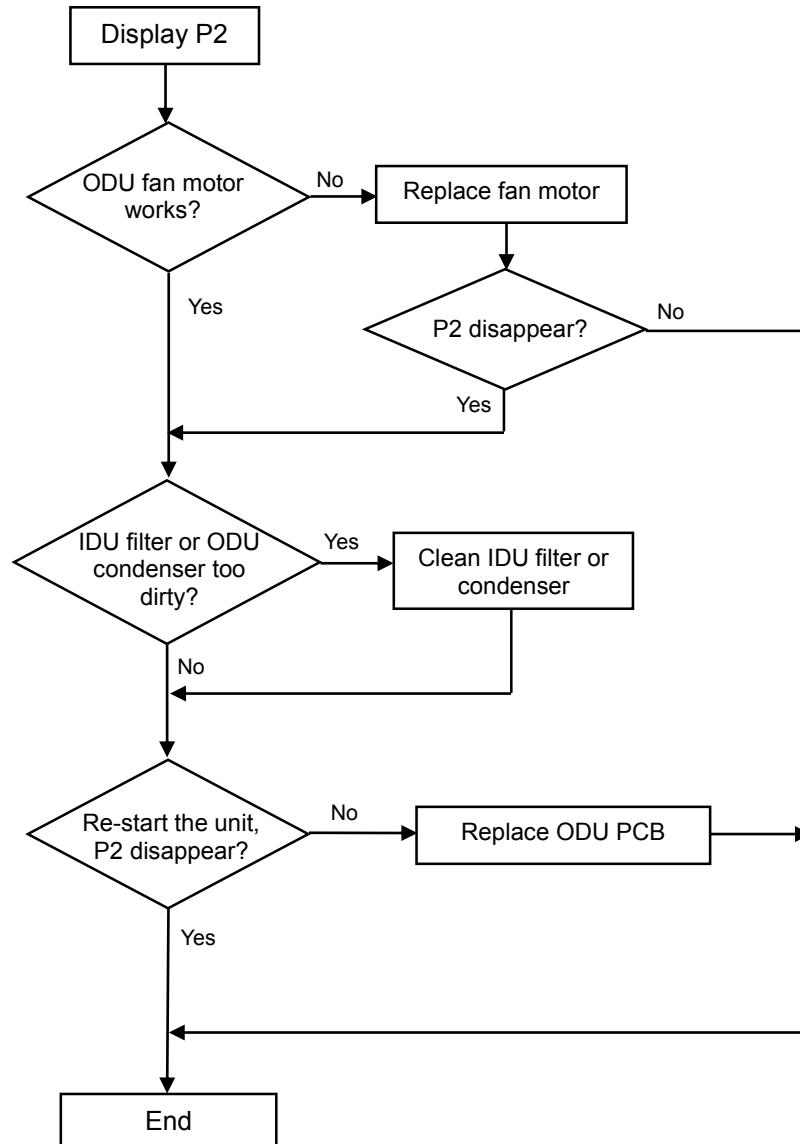 Display P2
ODU fan motor
works?
No
Replace fan motor
Yes
P2 disappear?
No
Yes
IDU filter or ODU
condenser too
dirty?
Yes
Clean IDU filter or
condenser
No
Re-start the unit,
P2 disappear?
No
Replace ODU PCB
Yes
End